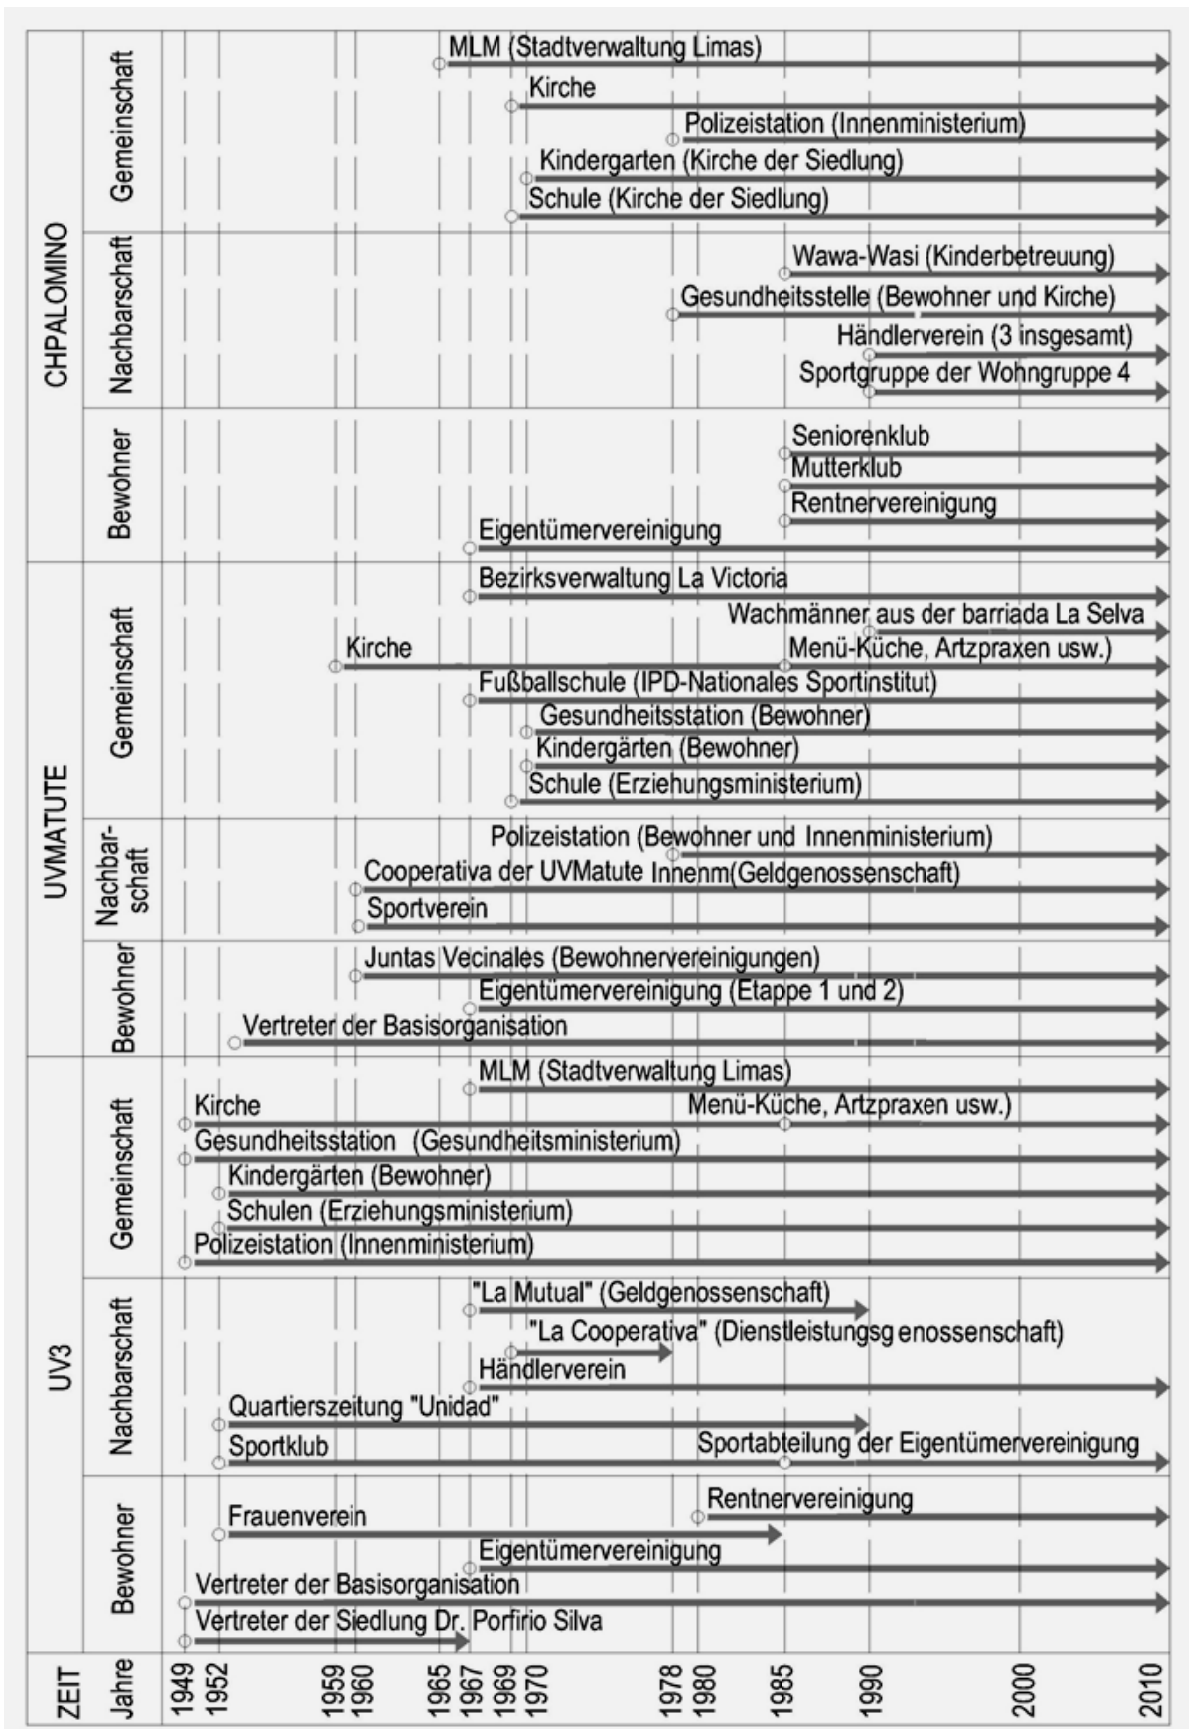 CHPALOMINO
Gemeinschaft
MLM (Stadtverwaltung Limas)
Kirche
Polizeistation (Innenministerium)
Kindergarten (Kirche der Siedlung)
Schule (Kirche der Siedlung)
Nachbarschaft
Wawa-Wasi (Kinderbetreuung)
Gesundheitsstelle (Bewohner und Kirche)
Händlerverein (3 insgesamt)
Sportgruppe der Wohngruppe 4
Bewohner
Seniorenklub
Mutterklub
Rentnervereinigung
Eigentümervereinigung
UVMATUTE
Gemeinschaft
Bezirksverwaltung La Victoria
Wachmänner aus der barriada La Selva
Kirche
Menü-Küche, Artzpraxen usw.)
Fußballschule (IPD-Nationales Sportinstitut)
Gesundheitsstation (Bewohner)
Kindergärten (Bewohner)
Schule (Erziehungsministerium)
Nachbar-
schaft
Polizeistation (Bewohner und Innenministerium)
Cooperativa der UVMatute Innenm(Geldgenossenschaft)
Sportverein
Bewohner
Juntas Vecinales (Bewohnervereinigungen)
Eigentümervereinigung (Etappe 1 und 2)
Vertreter der Basisorganisation
UV3
Gemeinschaft
MLM (Stadtverwaltung Limas)
Kirche
Menü-Küche, Artzpraxen usw.)
Gesundheitsstation (Gesundheitsministerium)
Kindergärten (Bewohner)
Schulen (Erziehungsministerium)
Polizeistation (Innenministerium)
Nachbarschaft
"La Mutual" (Geldgenossenschaft)
"La Cooperativa" (Dienstleistungsg enossenschaft)
Händlerverein
Quartierszeitung "Unidad"
Sportklub
Sportabteilung der Eigentümervereinigung
Bewohner
Rentnervereinigung
Frauenverein
Eigentümervereinigung
Vertreter der Basisorganisation
Vertreter der Siedlung Dr. Porfirio Silva
ZEIT
Jahre
1949
1952
1959
1960
1965
1967
1969
1970
1978
1980
1985
1990
2000
2010